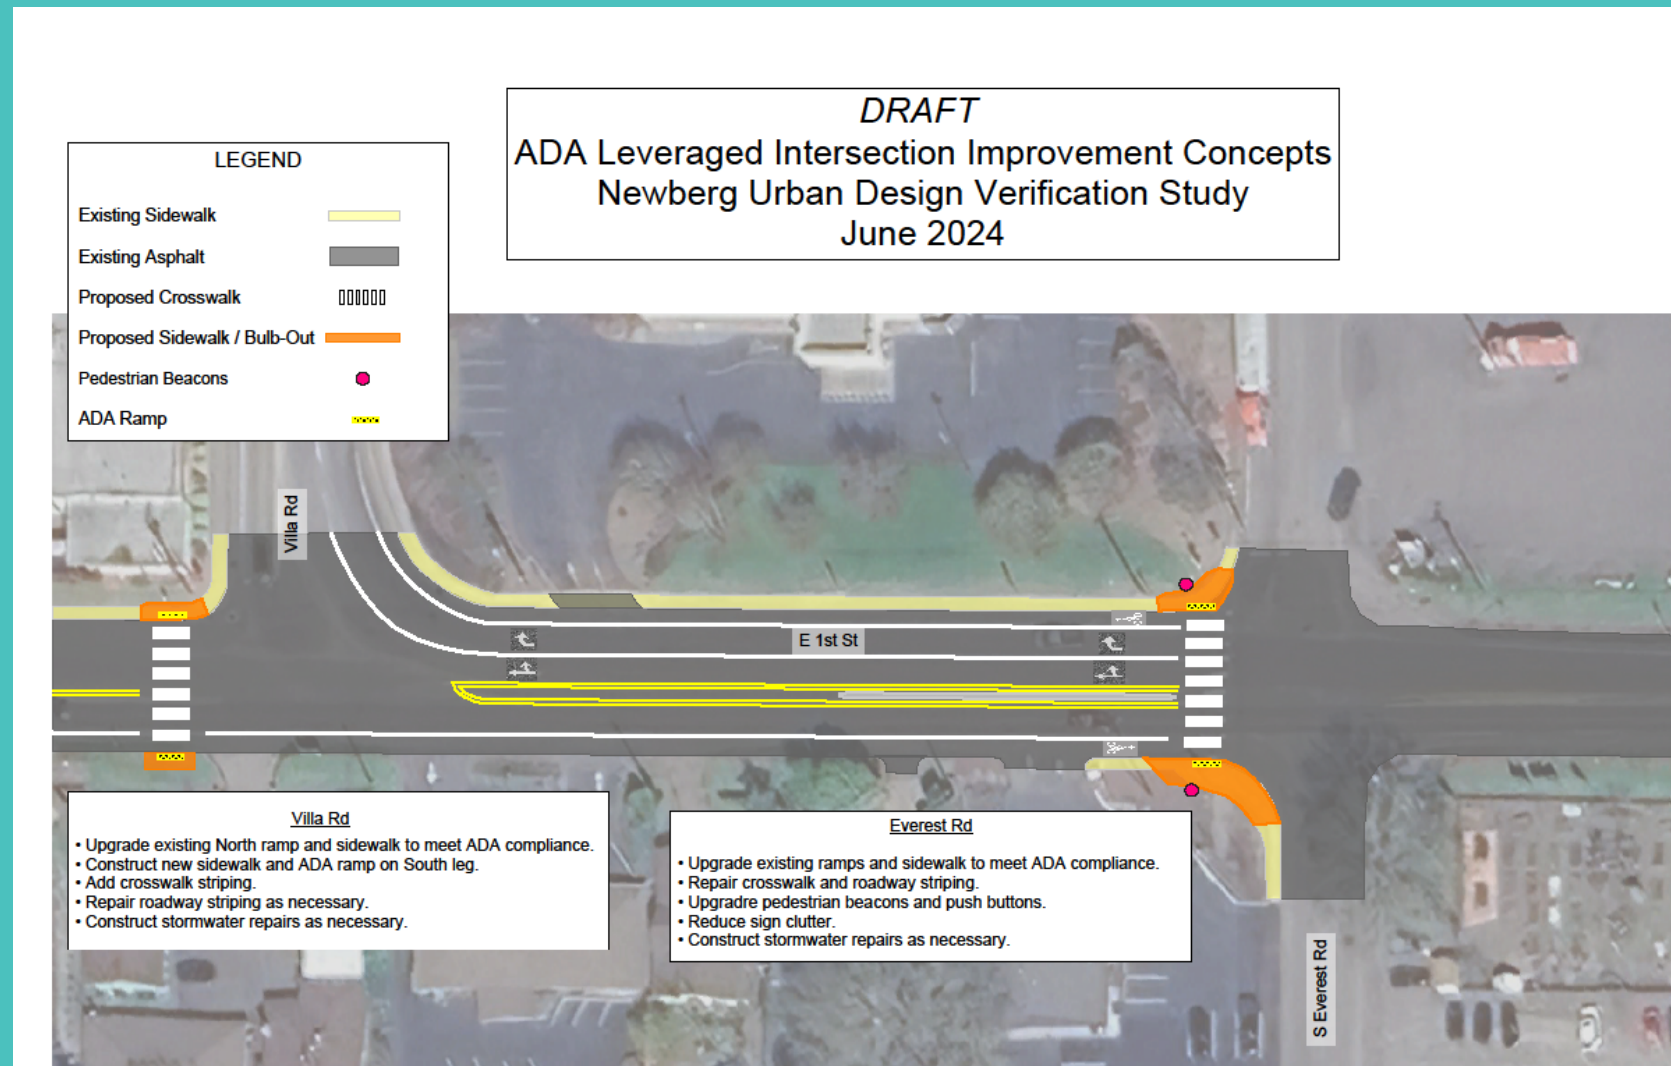 DRAFT
ADA Leveraged Intersection Improvement Concepts
Newberg Urban Design Verification Study
June 2024
LEGEND
Existing Sidewalk
Existing Asphalt
Proposed Crosswalk
Proposed Sidewalk / Bulb-Out
Pedestrian Beacons
ADA Ramp
Villa Rd
E 1st St
Villa Rd
• Upgrade existing North ramp and sidewalk to meet ADA compliance.
• Construct new sidewalk and ADA ramp on South leg.
• Add crosswalk striping.
• Repair roadway striping as necessary.
• Construct stormwater repairs as necessary.
Everest Rd
• Upgrade existing ramps and sidewalk to meet ADA compliance.
• Repair crosswalk and roadway striping.
• Upgradre pedestrian beacons and push buttons.
• Reduce sign clutter.
• Construct stormwater repairs as necessary.
S Everest Rd